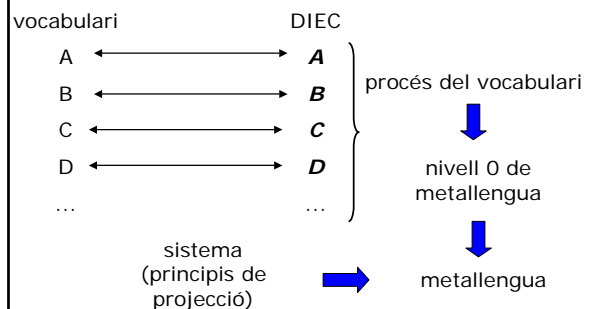 vocabulari DIEC
A A
B B
C C
D D
... ...
procés del vocabulari
nivell 0 de
metallengua
sistema
(principis de
projecció)
metallengua